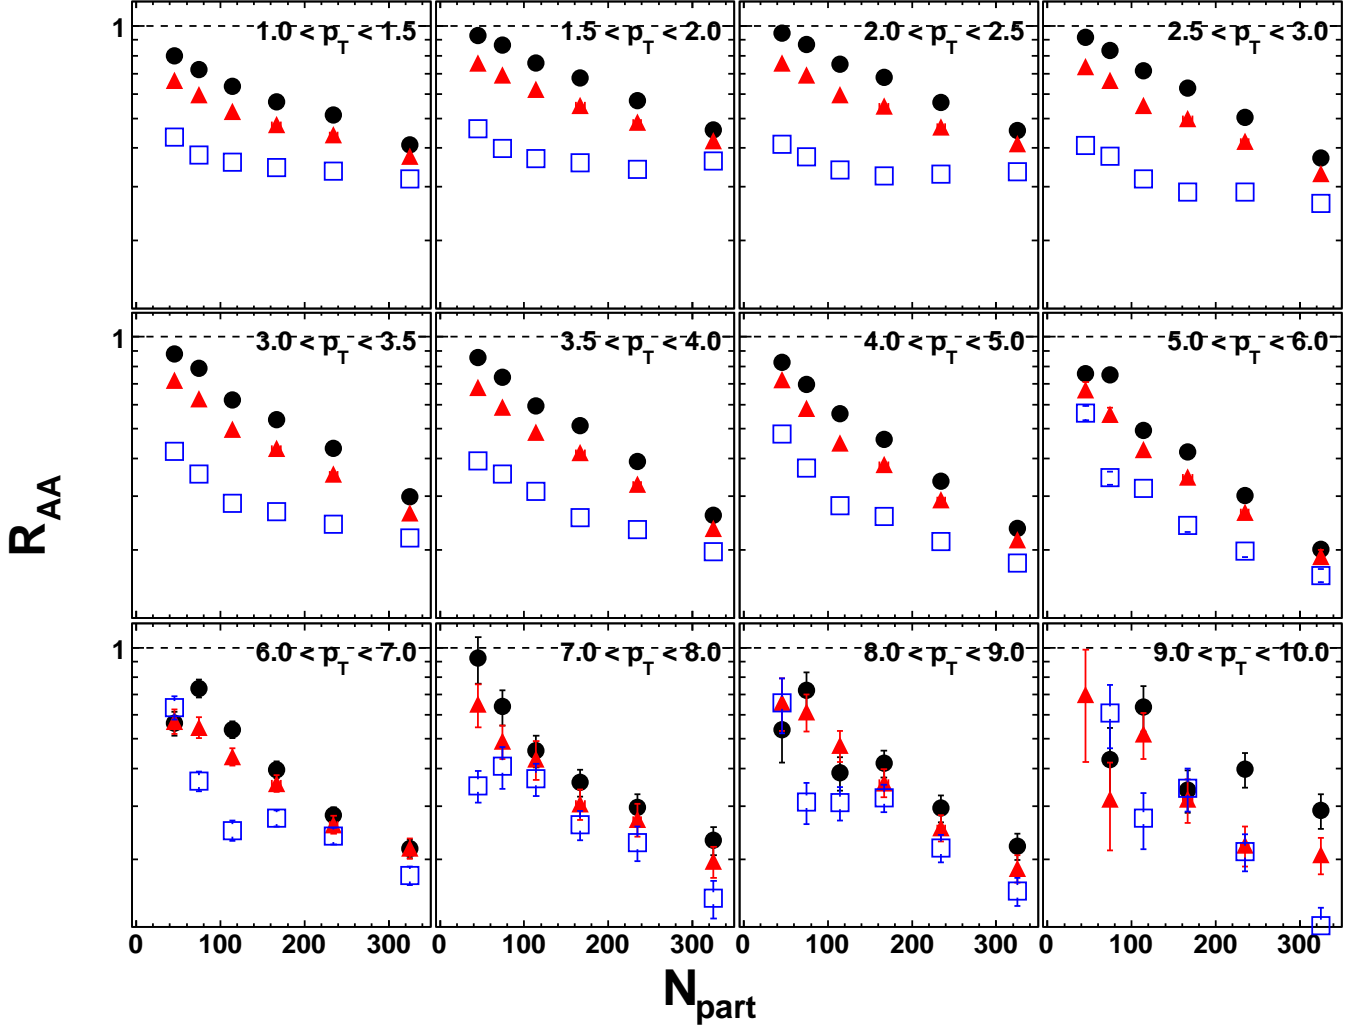 1 1.0 < pT < 1.5 1.5 < pT < 2.0 2.0 < pT < 2.5 2.5 < pT < 3.0
1 3.0 < pT < 3.5 3.5 < pT < 4.0 4.0 < pT < 5.0 5.0 < pT < 6.0
RAA
1 6.0 < pT < 7.0 7.0 < pT < 8.0 8.0 < pT < 9.0 9.0 < pT < 10.0
0 100 200 300 0 100 200 300 0 100 200 300 0 100 200 300
Npart